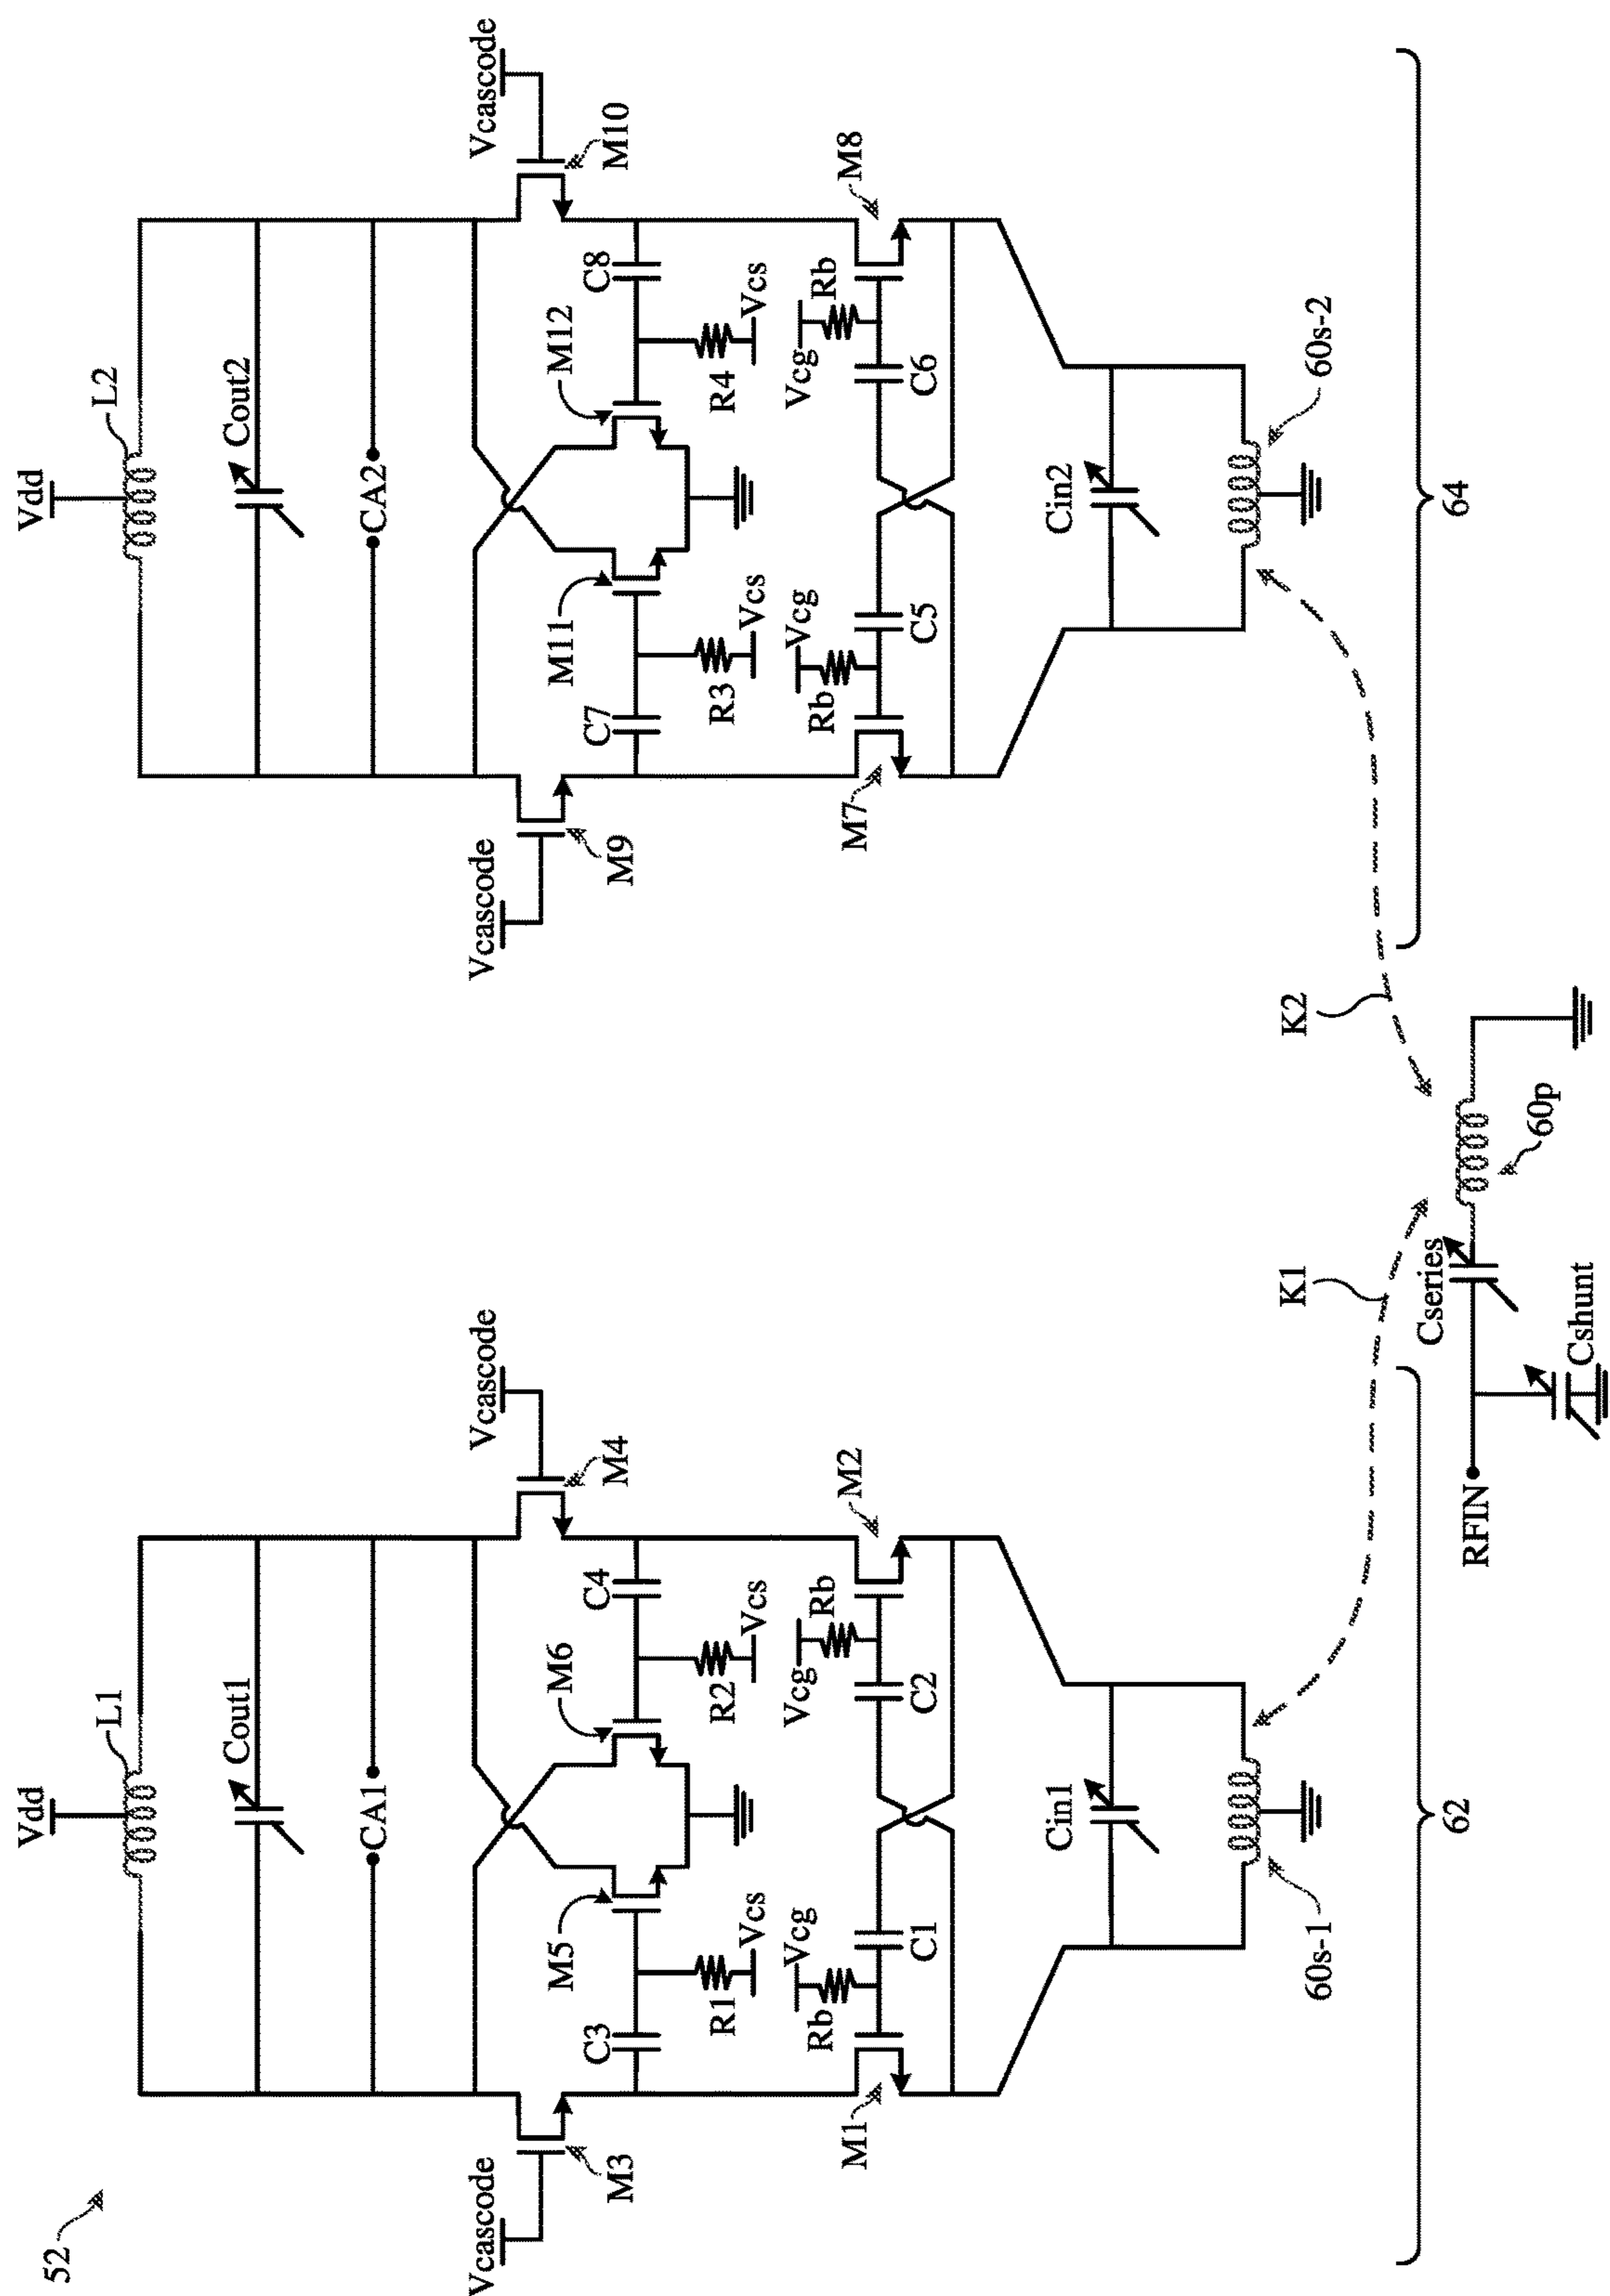 52
Vdd
L1
Cout1
CA1
Vcascode
M3
Vcascode
M4
M5
M6
C3
C4
R1
Vcs
R2
Vcs
Vcg
Rb
Vcg
Rb
M1
C1
C2
M2
Cin1
60s-1
62
Vdd
L2
Cout2
CA2
Vcascode
M9
Vcascode
M10
M11
M12
C7
C8
R3
Vcs
R4
Vcs
Vcg
Rb
Vcg
Rb
M7
C5
C6
M8
Cin2
60s-2
64
K1
K2
RFIN
Cseries
Cshunt
60p